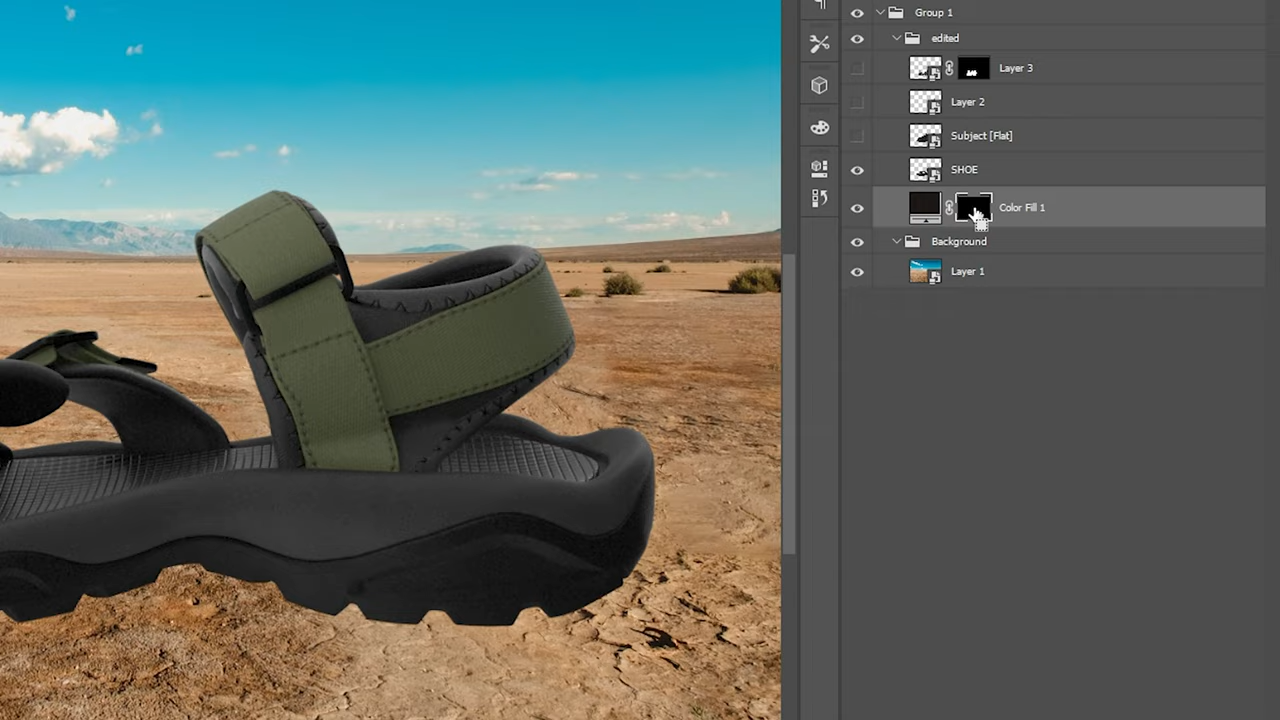 Group 1
edited
Layer 3
Layer 2
Subject [Flat]
SHOE
Color Fill 1
Background
Layer 1